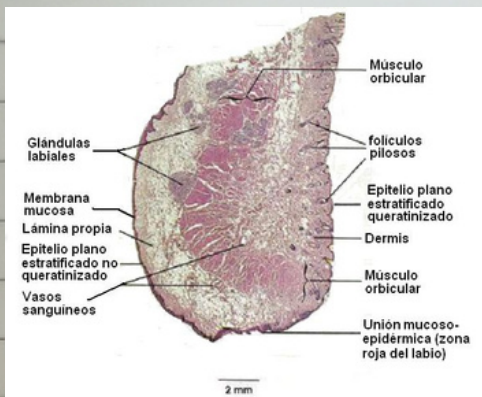 Músculo
orbicular
Glándulas
labiales
folículos
pilosos
Membrana
mucosa
Lámina propia
Epitelio plano
estratificado no
queratinizado
Vasos
sanguíneos
Epitelio plano
estratificado
queratinizado
Dermis
Músculo
orbicular
Unión mucoso-
epidérmica (zona
roja del labio)
2 mm